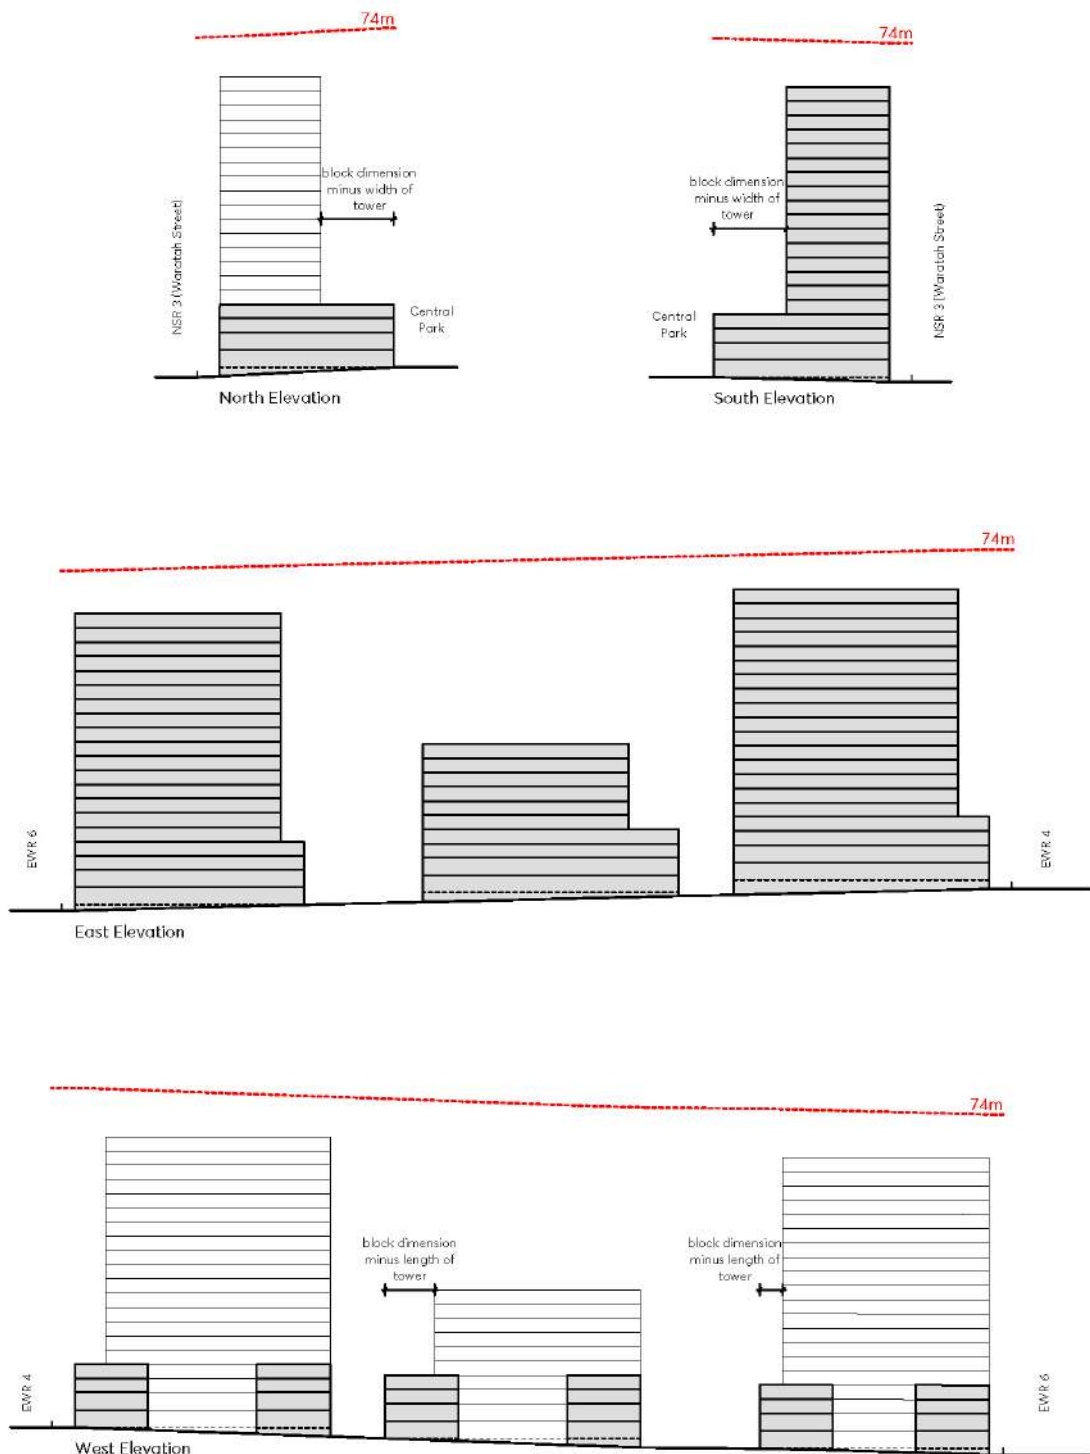 74m
74m
block dimension
minus width of
tower
block dimension
minus width of
tower
NSR 3 (Waratah Street)
NSR 3 (Waratah Street)
Central
Park
Central
Park
North Elevation
South Elevation
74m
EWR 6
EWR 4
East Elevation
74m
block dimension
minus length of
tower
block dimension
minus length of
tower
EWR 4
EWR 6
West Elevation